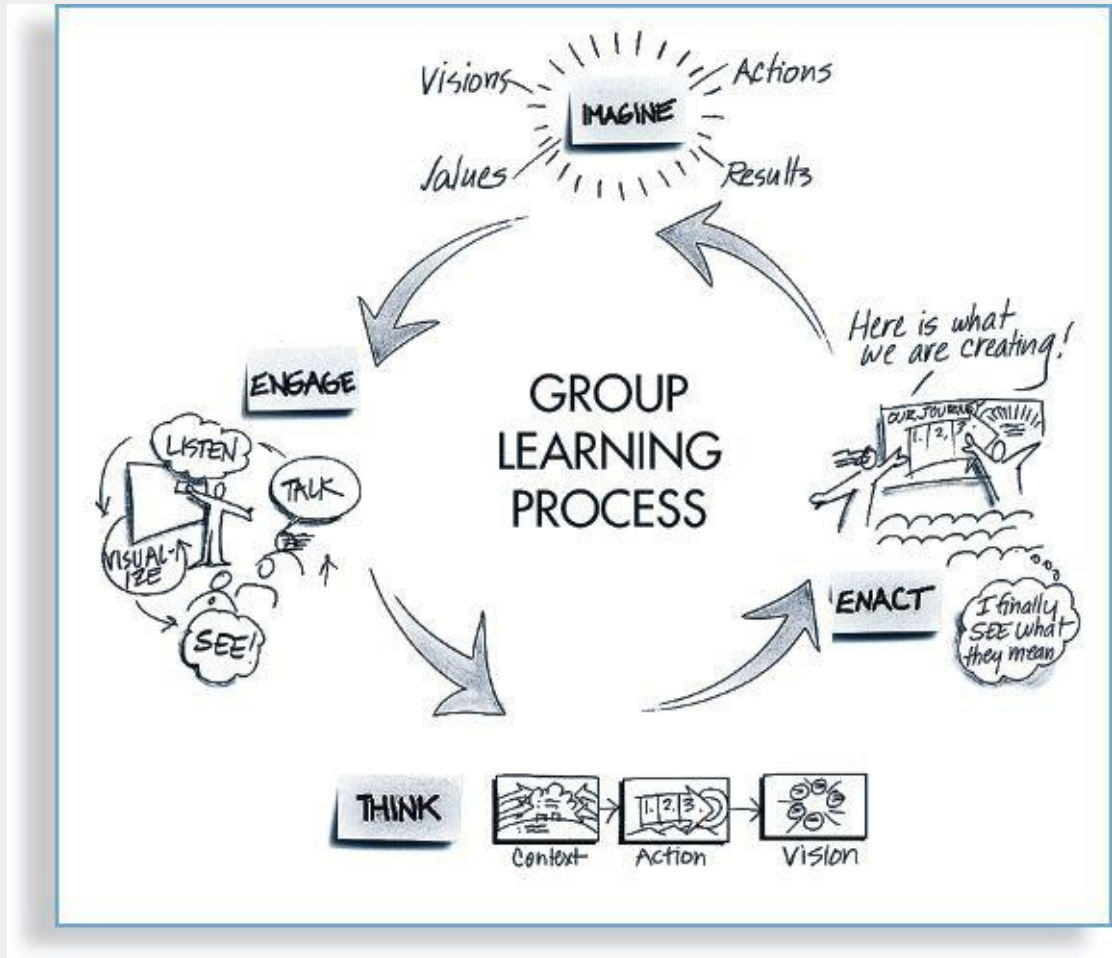 Visions
IMAGINE
Actions
Values
Results
ENGAGE
LISTEN
TALK
VISUAL-
IZE
SEE!
GROUP
LEARNING
PROCESS
Here is what
we are creating!
OUR JOURNEY
1. 2. 3.
ENACT
I finally
SEE what
they mean
THINK
1. 2. 3.
Context
Action
Vision